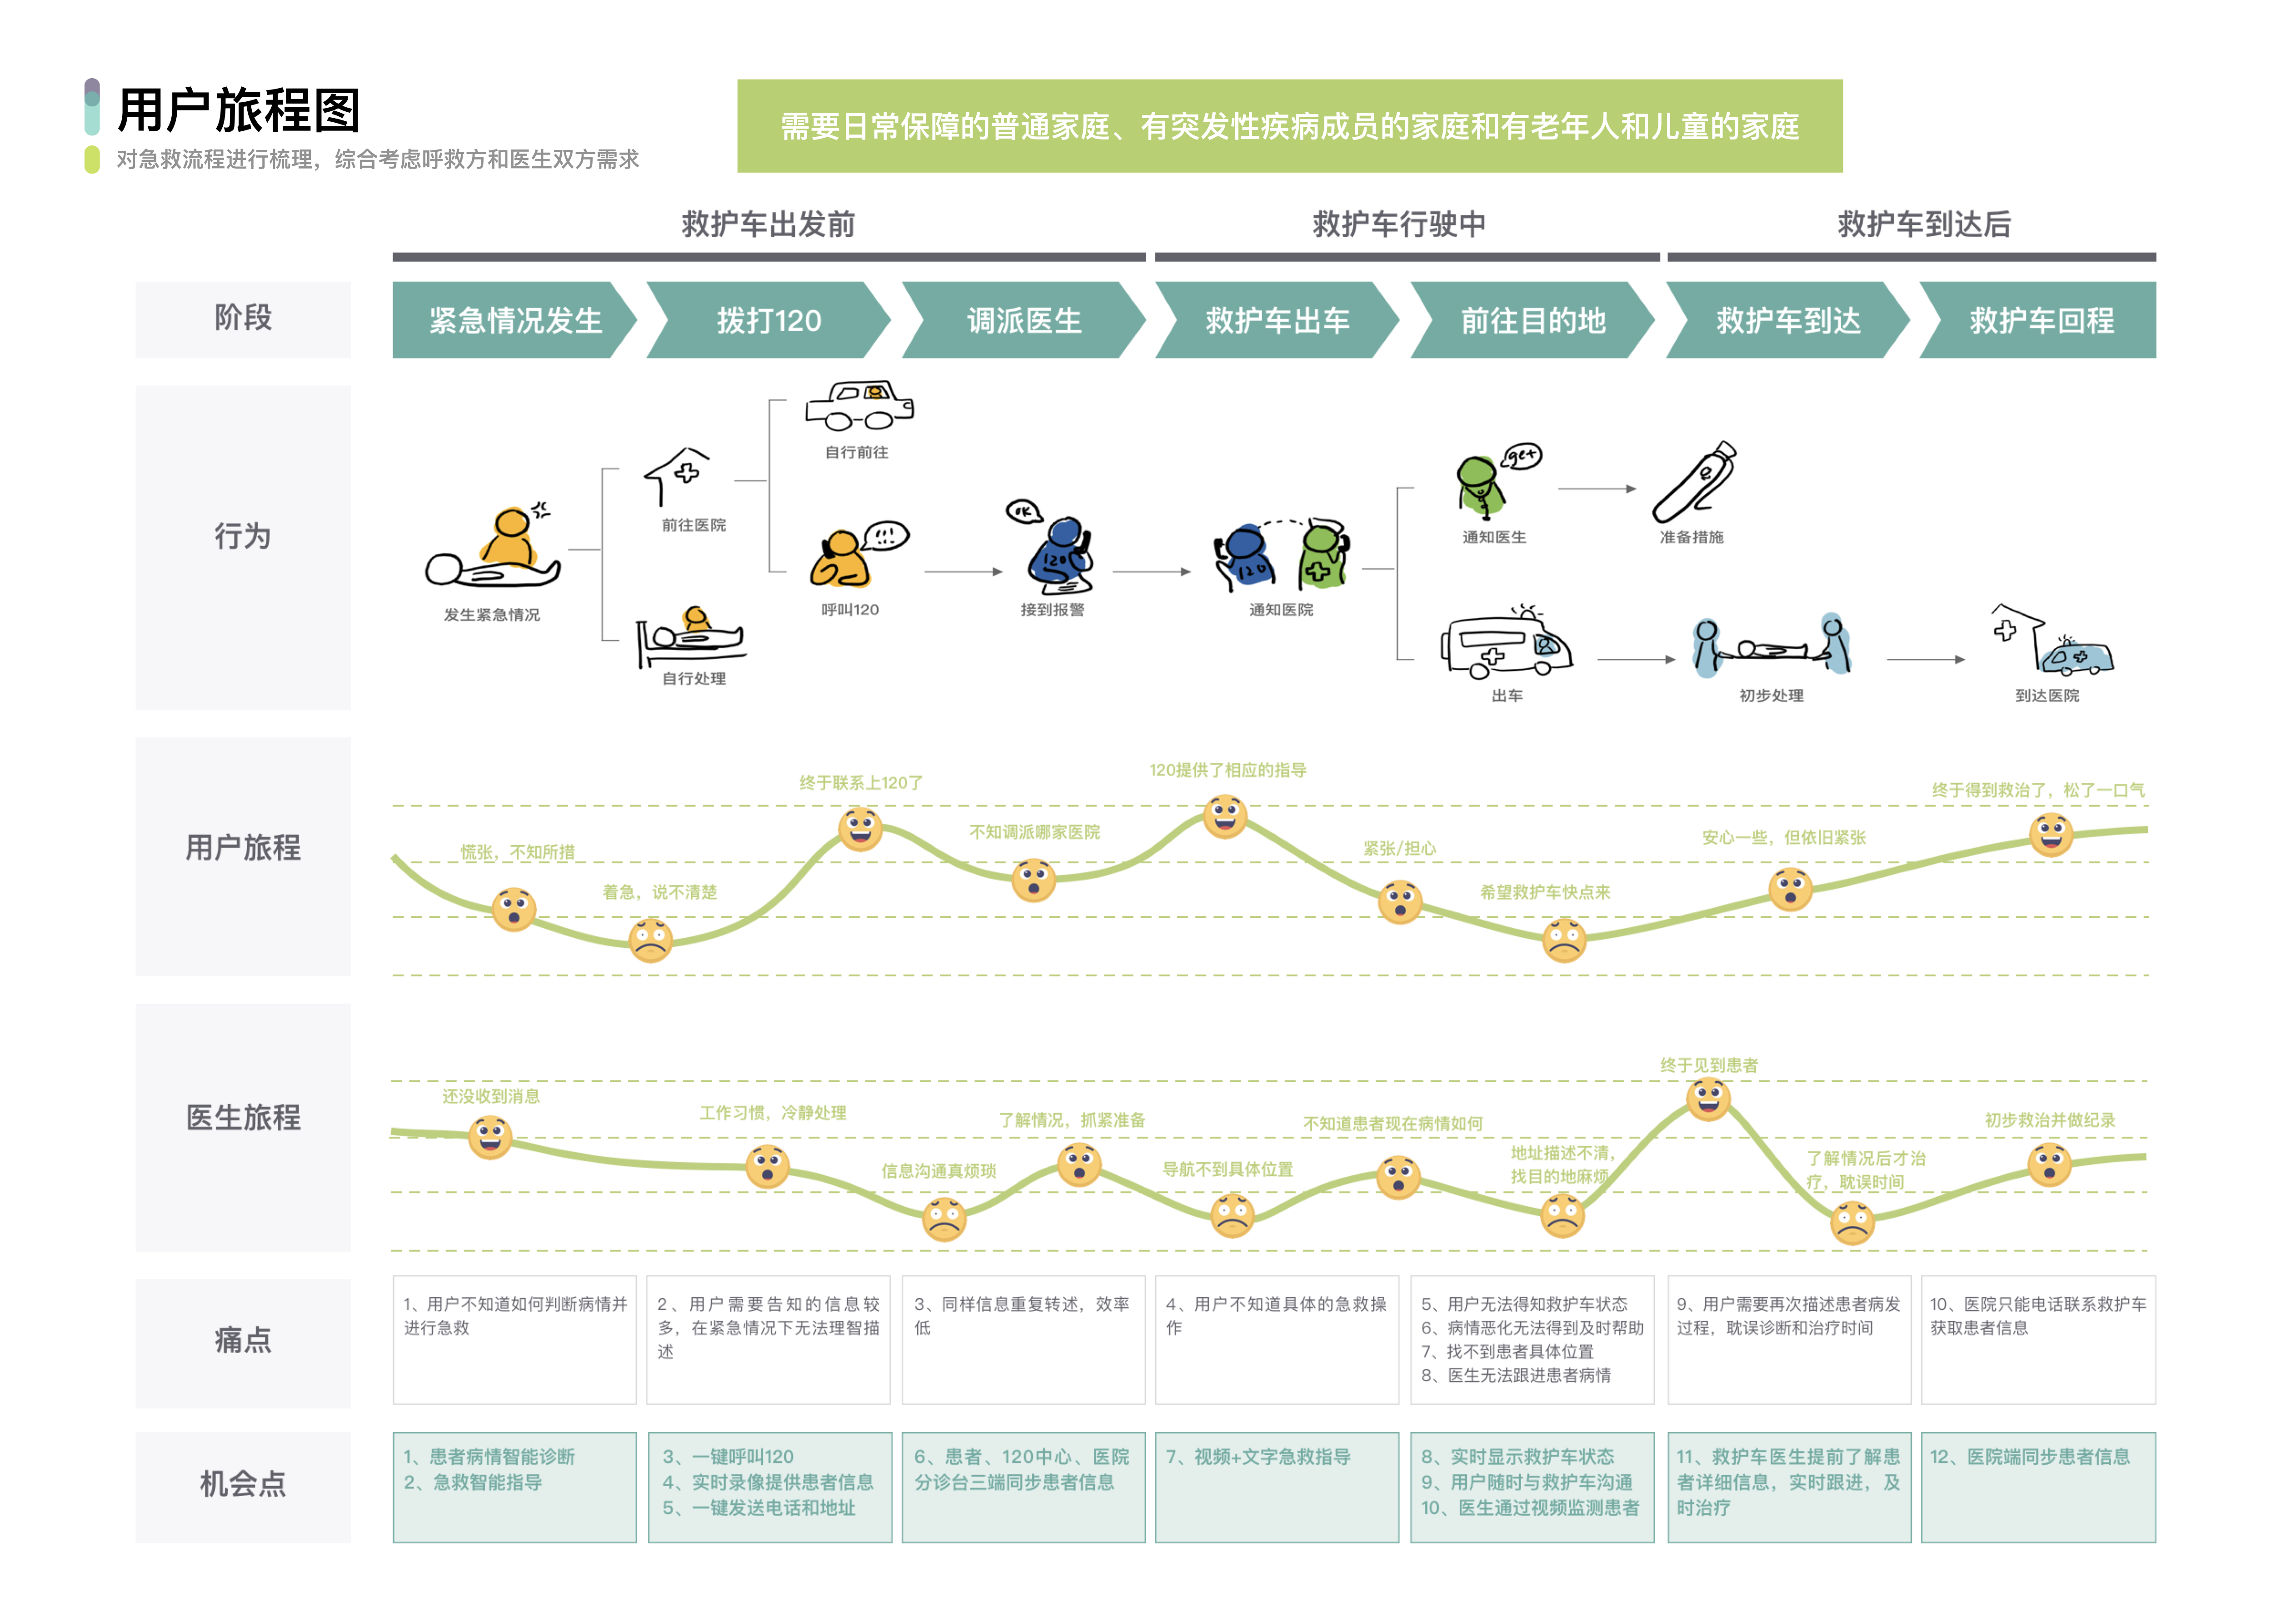 用户旅程图
对急救流程进行梳理，综合考虑呼救方和医生双方需求
需要日常保障的普通家庭、有突发性疾病成员的家庭和有老年人和儿童的家庭
救护车出发前
救护车行驶中
救护车到达后
阶段
紧急情况发生
拨打120
调派医生
救护车出车
前往目的地
救护车到达
救护车回程
行为
发生紧急情况
前往医院
自行处理
自行前往
!!!
呼叫120
OK
120
接到报警
120
通知医院
get
通知医生
准备措施
出车
初步处理
到达医院
用户旅程
慌张，不知所措
着急，说不清楚
终于联系上120了
不知调派哪家医院
120提供了相应的指导
紧张/担心
希望救护车快点来
安心一些，但依旧紧张
终于得到救治了，松了一口气
医生旅程
还没收到消息
工作习惯，冷静处理
信息沟通真烦琐
了解情况，抓紧准备
导航不到具体位置
不知道患者现在病情如何
地址描述不清，
找目的地麻烦
终于见到患者
了解情况后才治
疗，耽误时间
初步救治并做纪录
痛点
1、用户不知道如何判断病情并
进行急救
2、用户需要告知的信息较
多，在紧急情况下无法理智描
述
3、同样信息重复转述，效率
低
4、用户不知道具体的急救操
作
5、用户无法得知救护车状态
6、病情恶化无法得到及时帮助
7、找不到患者具体位置
8、医生无法跟进患者病情
9、用户需要再次描述患者病发
过程，耽误诊断和治疗时间
10、医院只能电话联系救护车
获取患者信息
机会点
1、患者病情智能诊断
2、急救智能指导
3、一键呼叫120
4、实时录像提供患者信息
5、一键发送电话和地址
6、患者、120中心、医院
分诊台三端同步患者信息
7、视频+文字急救指导
8、实时显示救护车状态
9、用户随时与救护车沟通
10、医生通过视频监测患者
11、救护车医生提前了解患
者详细信息，实时跟进，及
时治疗
12、医院端同步患者信息